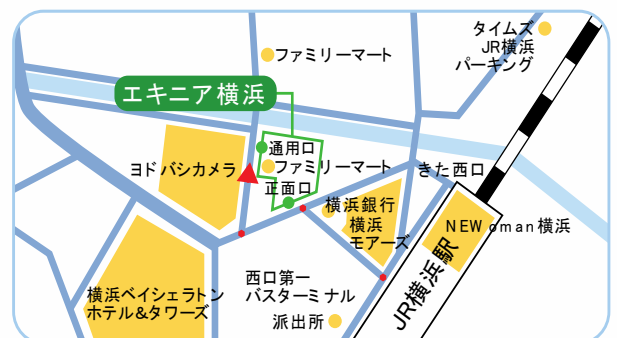 タイムズ
JR横浜
パーキング
ファミリーマート
エキニア横浜
通用口
ヨドバシカメラ
ファミリーマート
きた西口
正面口
横浜銀行
横浜
モアーズ
NEWoman横浜
JR横浜駅
西口第一
バスターミナル
横浜ベイシェラトン
ホテル&タワーズ
派出所